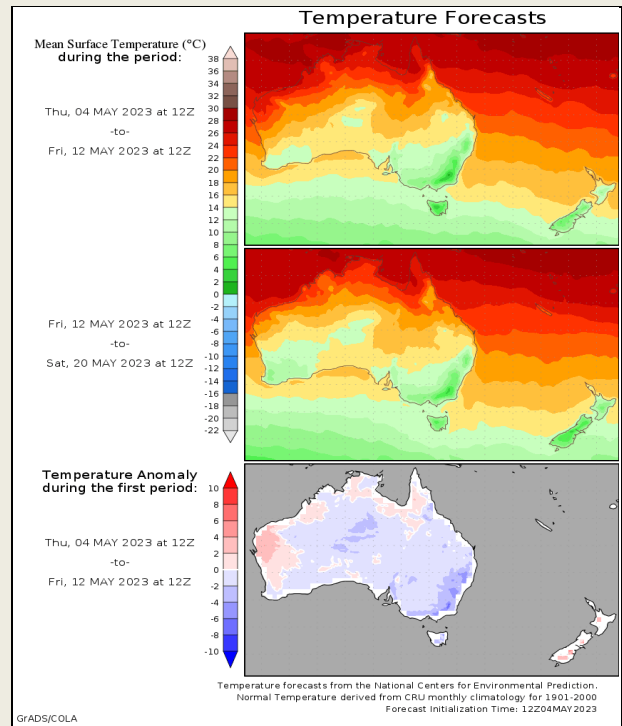 Temperature Forecasts
Mean Surface Temperature (°C)
during the period:
38
36
34
32
30
28
26
24
22
20
18
16
14
12
10
8
6
4
2
0
-2
-4
-6
-8
-10
-12
-14
-16
-18
-20
-22
Thu, 04 MAY 2023 at 12Z
-to-
Fri, 12 MAY 2023 at 12Z
Fri, 12 MAY 2023 at 12Z
-to-
Sat, 20 MAY 2023 at 12Z
Temperature Anomaly
during the first period:
10
8
6
4
2
0
-2
-4
-6
-8
-10
Thu, 04 MAY 2023 at 12Z
-to-
Fri, 12 MAY 2023 at 12Z
Temperature forecasts from the National Centers for Environmental Prediction.
Normal Temperature derived from CRU monthly climatology for 1901-2000
Forecast Initialization Time: 12Z04MAY2023
GrADS/COLA